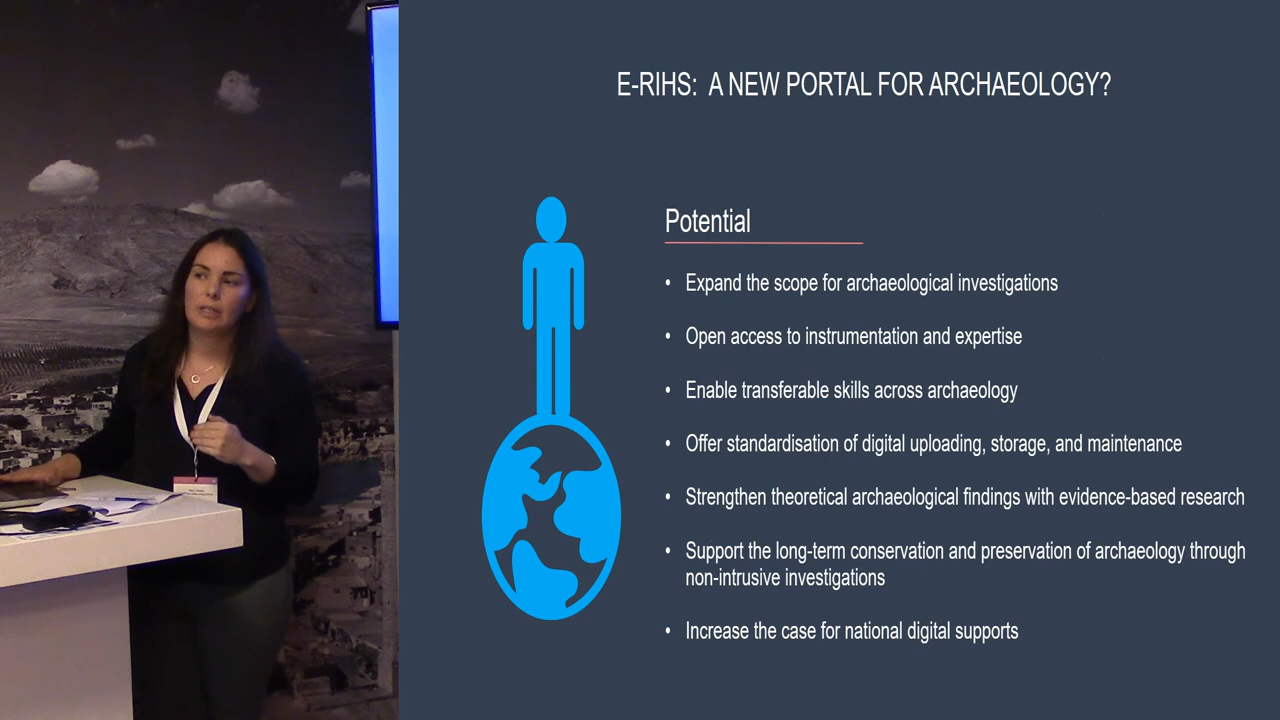 E-RIHS: A NEW PORTAL FOR ARCHAEOLOGY?
Potential
• Expand the scope for archaeological investigations
• Open access to instrumentation and expertise
• Enable transferable skills across archaeology
• Offer standardisation of digital uploading, storage, and maintenance
• Strengthen theoretical archaeological findings with evidence-based research
• Support the long-term conservation and preservation of archaeology through
non-intrusive investigations
• Increase the case for national digital supports